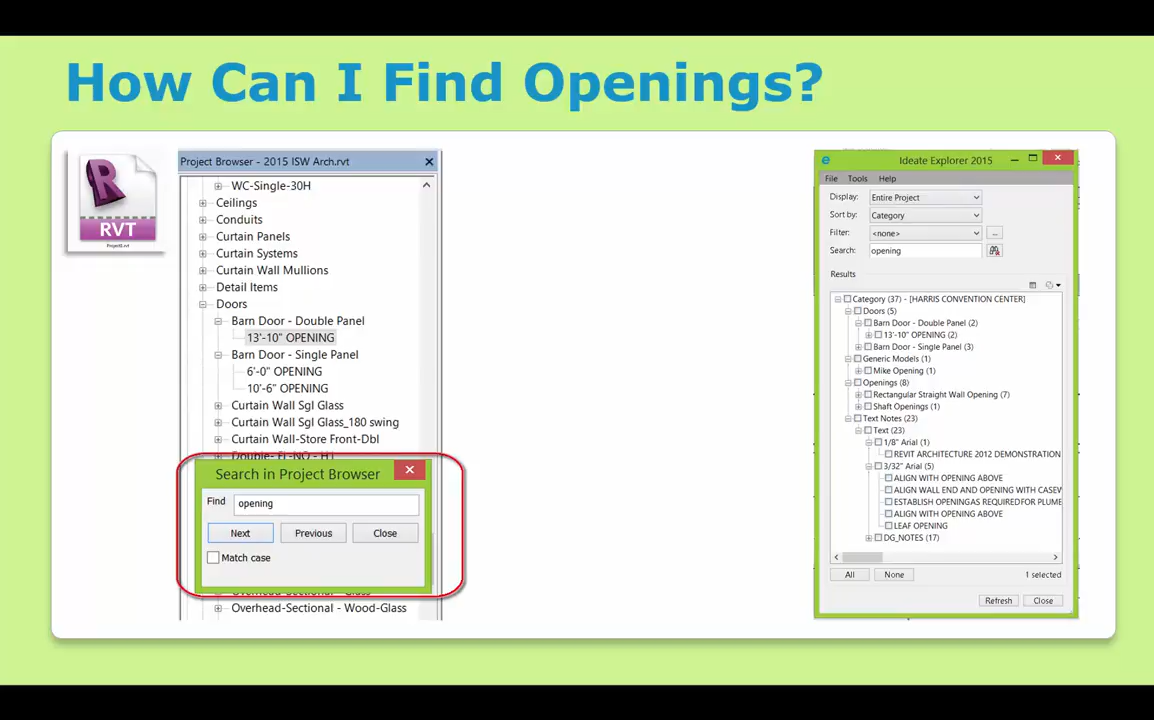 How Can I Find Openings?
RVT
Project2.rvt
Project Browser - 2015 ISW Arch.rvt
WC-Single-30H
Ceilings
Conduits
Curtain Panels
Curtain Systems
Curtain Wall Mullions
Detail Items
Doors
Barn Door - Double Panel
13'-10" OPENING
Barn Door - Single Panel
6'-0" OPENING
10'-6" OPENING
Curtain Wall Sgl Glass
Curtain Wall Sgl Glass_180 swing
Curtain Wall-Store Front-Dbl
Search in Project Browser
Find opening
Next Previous Close
Match case
Overhead-Sectional - Glass
Overhead-Sectional - Wood-Glass
Ideate Explorer 2015
File Tools Help
Display: Entire Project
Sort by: Category
Filter: <none> ...
Search: opening
Results
Category (37) - [HARRIS CONVENTION CENTER]
Doors (5)
Barn Door - Double Panel (2)
13'-10" OPENING (2)
Barn Door - Single Panel (3)
Generic Models (1)
Mike Opening (1)
Openings (8)
Rectangular Straight Wall Opening (7)
Shaft Openings (1)
Text Notes (23)
Text (23)
1/8" Arial (1)
REVIT ARCHITECTURE 2012 DEMONSTRATION
3/32" Arial (5)
ALIGN WITH OPENING ABOVE
ALIGN WALL END AND OPENING WITH CASEW
ESTABLISH OPENINGAS REQUIRED FOR PLUME
ALIGN WITH OPENING ABOVE
LEAF OPENING
DG_NOTES (17)
All None 1 selected
Refresh Close